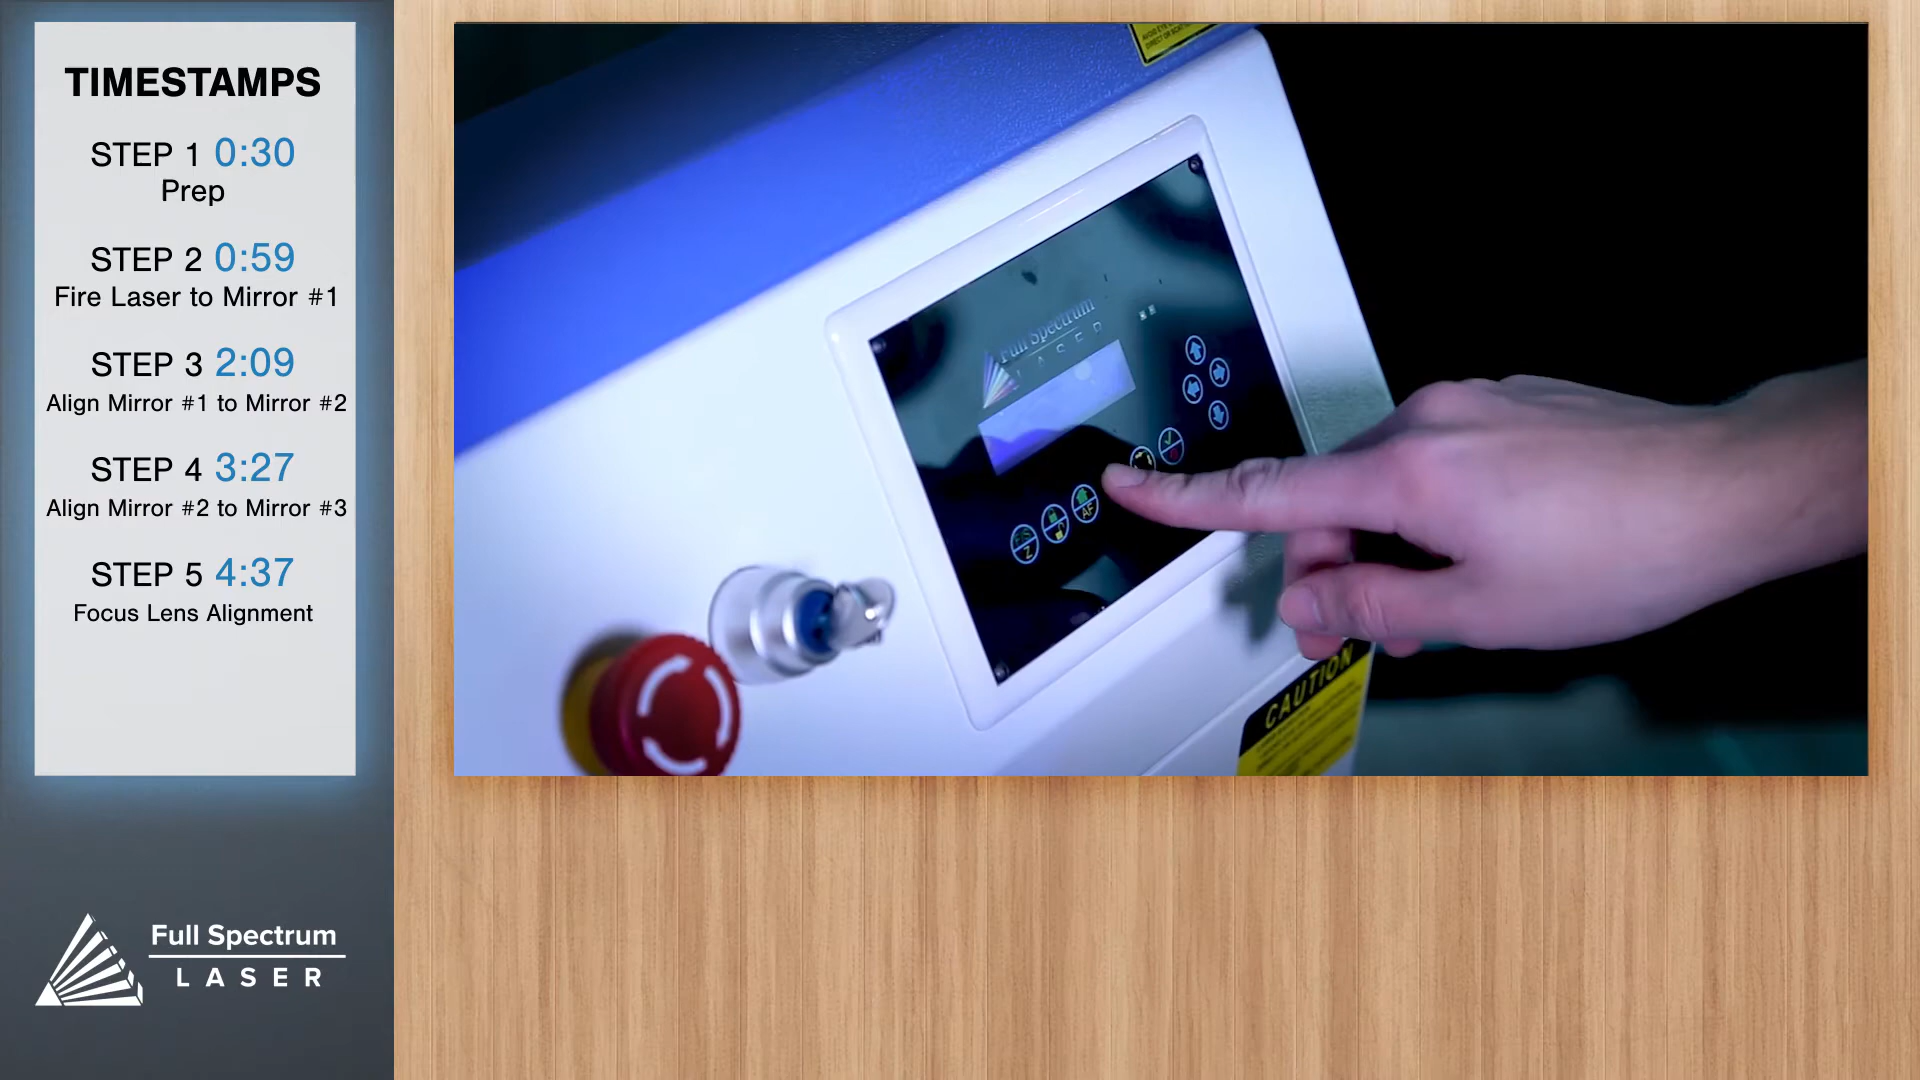 TIMESTAMPS
STEP 1 0:30
Prep
STEP 2 0:59
Fire Laser to Mirror #1
STEP 3 2:09
Align Mirror #1 to Mirror #2
STEP 4 3:27
Align Mirror #2 to Mirror #3
STEP 5 4:37
Focus Lens Alignment
Full Spectrum
LASER
Full Spectrum
LASER
Z
AF
CAUTION